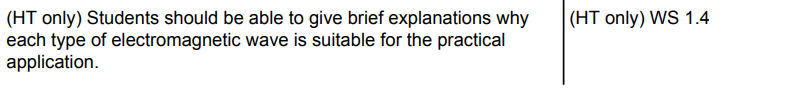 (HT only) Students should be able to give brief explanations why
each type of electromagnetic wave is suitable for the practical
application.
(HT only) WS 1.4